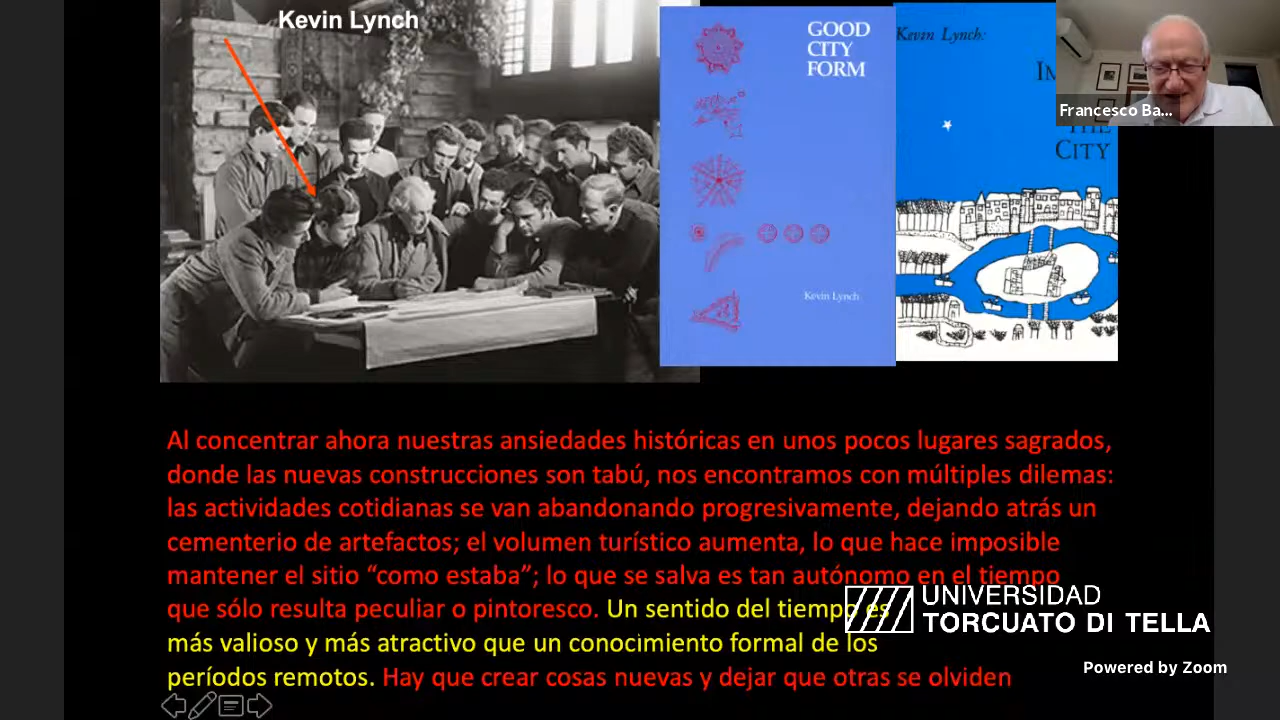 Kevin Lynch
GOOD
CITY
FORM
Kevin Lynch
Kevin Lynch:
THE
CITY
Francesco Ba...
Al concentrar ahora nuestras ansiedades históricas en unos pocos lugares sagrados,
donde las nuevas construcciones son tabú, nos encontramos con múltiples dilemas:
las actividades cotidianas se van abandonando progresivamente, dejando atrás un
cementerio de artefactos; el volumen turístico aumenta, lo que hace imposible
mantener el sitio “como estaba”; lo que se salva es tan autónomo en el tiempo
que sólo resulta peculiar o pintoresco. Un sentido del tiempo es
más valioso y más atractivo que un conocimiento formal de los
períodos remotos. Hay que crear cosas nuevas y dejar que otras se olviden
UNIVERSIDAD
TORCUATO DI TELLA
Powered by Zoom